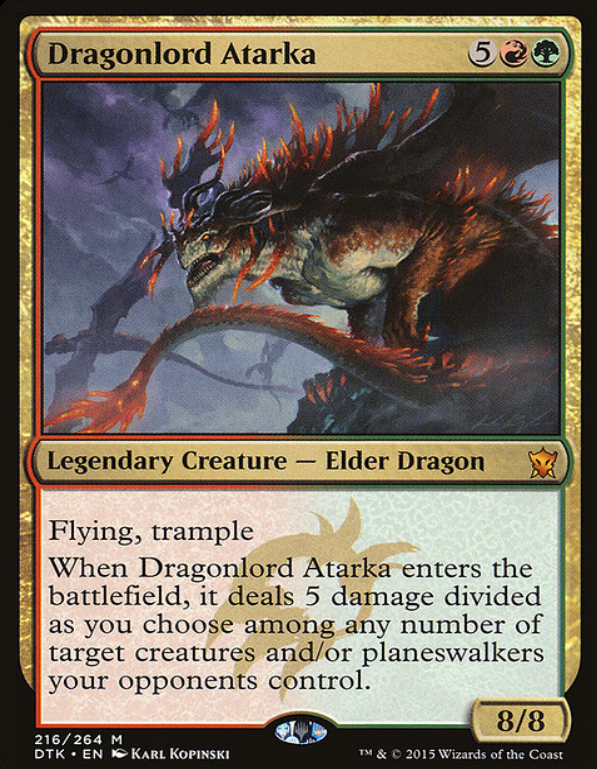 Dragonlord Atarka 5
Legendary Creature — Elder Dragon
Flying, trample
When Dragonlord Atarka enters the
battlefield, it deals 5 damage divided
as you choose among any number of
target creatures and/or planeswalkers
your opponents control.
8/8
216/264 M
DTK • EN Karl Kopinski
™ & © 2015 Wizards of the Coast